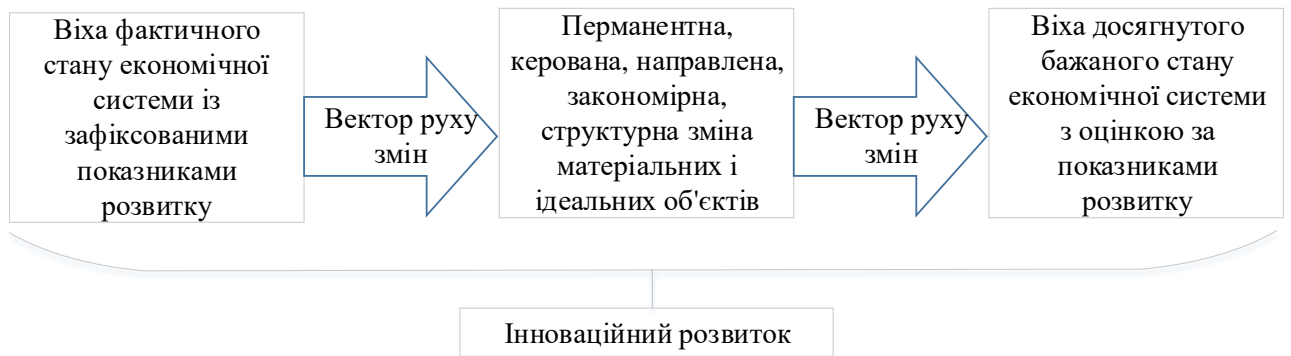 Віха фактичного
стану економічної
системи із
зафіксованими
показниками
розвитку
Вектор руху
змін
Перманентна,
керована, направлена,
закономірна,
структурна зміна
матеріальних і
ідеальних об'єктів
Вектор руху
змін
Віха досягнутого
бажаного стану
економічної системи
з оцінкою за
показниками
розвитку
Інноваційний розвиток